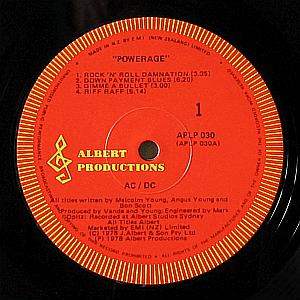 MADE IN N.Z. BY E M I (NEW ZEALAND) LIMITED
"POWERAGE"
1. ROCK 'N' ROLL DAMNATION (3.35)
2. DOWN PAYMENT BLUES (6.20)
3. GIMME A BULLET (3.00)
4. RIFF RAFF (5.14)
1
APLP 030
(APLP 030A)
ALBERT
PRODUCTIONS
AC / DC
All titles written by Malcolm Young, Angus Young and
Bon Scott
Produced by Vanda and Young: Engineered by Mark
Opitz: Recorded at Albert Studios Sydney
All Titles Albert
Marketed by EMI (NZ) Limited
(C) 1978 J. Albert & Son Pty Ltd
(P) 1978 Albert Productions